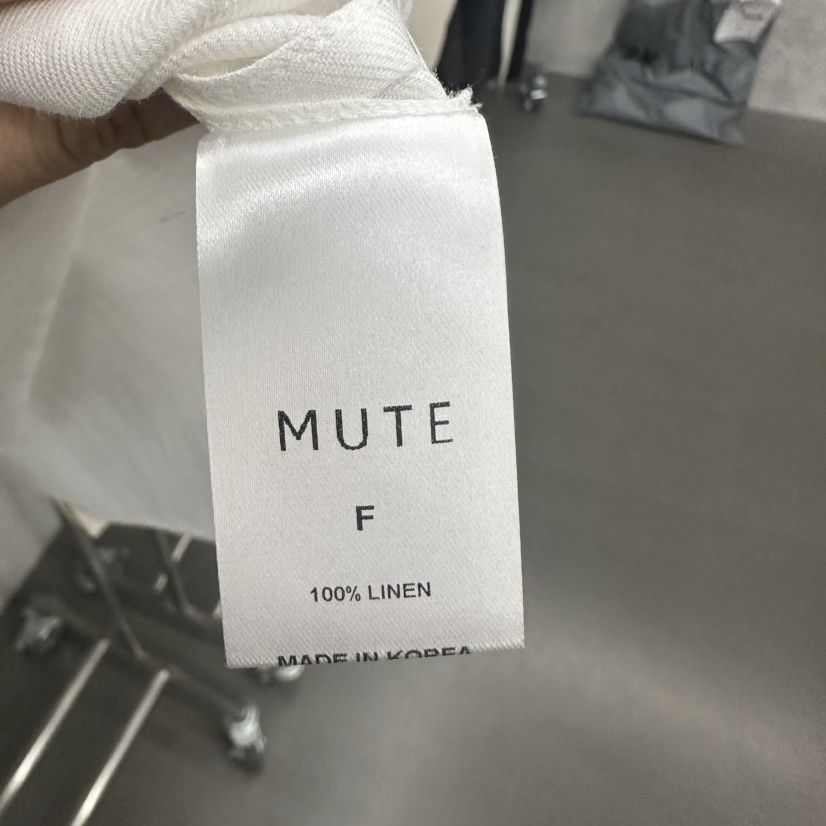 MUTE
F
100% LINEN
MADE IN KOREA